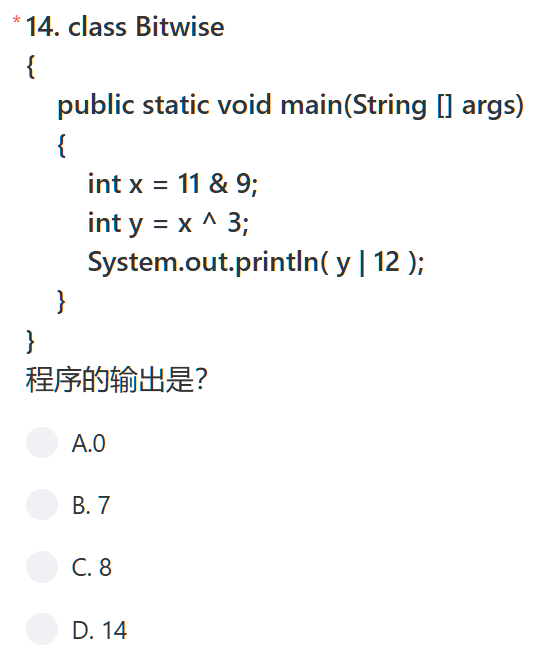 *14. class Bitwise
{
public static void main(String [] args)
{
int x = 11 & 9;
int y = x ^ 3;
System.out.println( y | 12 );
}
}
程序的输出是？
A.0
B. 7
C. 8
D. 14